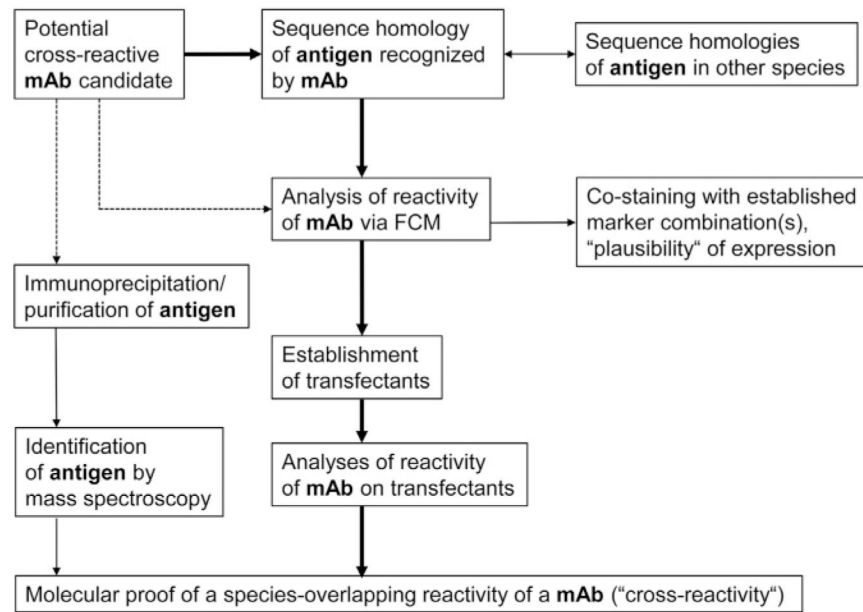 Potential
cross-reactive
mAb candidate
Sequence homology
of antigen recognized
by mAb
Sequence homologies
of antigen in other species
Analysis of reactivity
of mAb via FCM
Co-staining with established
marker combination(s),
“plausibility“ of expression
Immunoprecipitation/
purification of antigen
Establishment
of transfectants
Identification
of antigen by
mass spectroscopy
Analyses of reactivity
of mAb on transfectants
Molecular proof of a species-overlapping reactivity of a mAb (“cross-reactivity“)